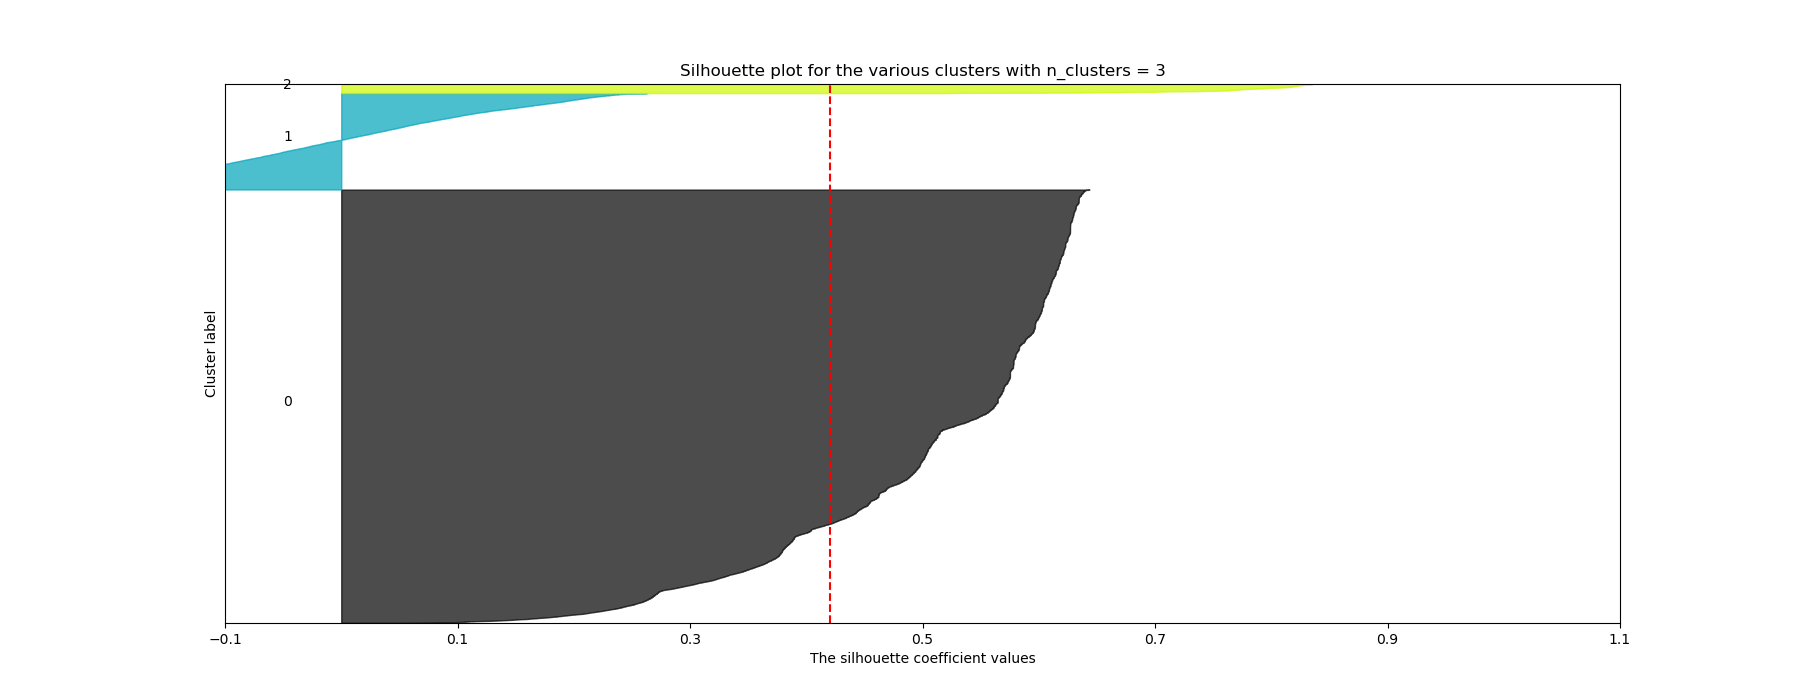 Silhouette plot for the various clusters with n_clusters = 3
2
1
0
Cluster label
−0.1 0.1 0.3 0.5 0.7 0.9 1.1
The silhouette coefficient values